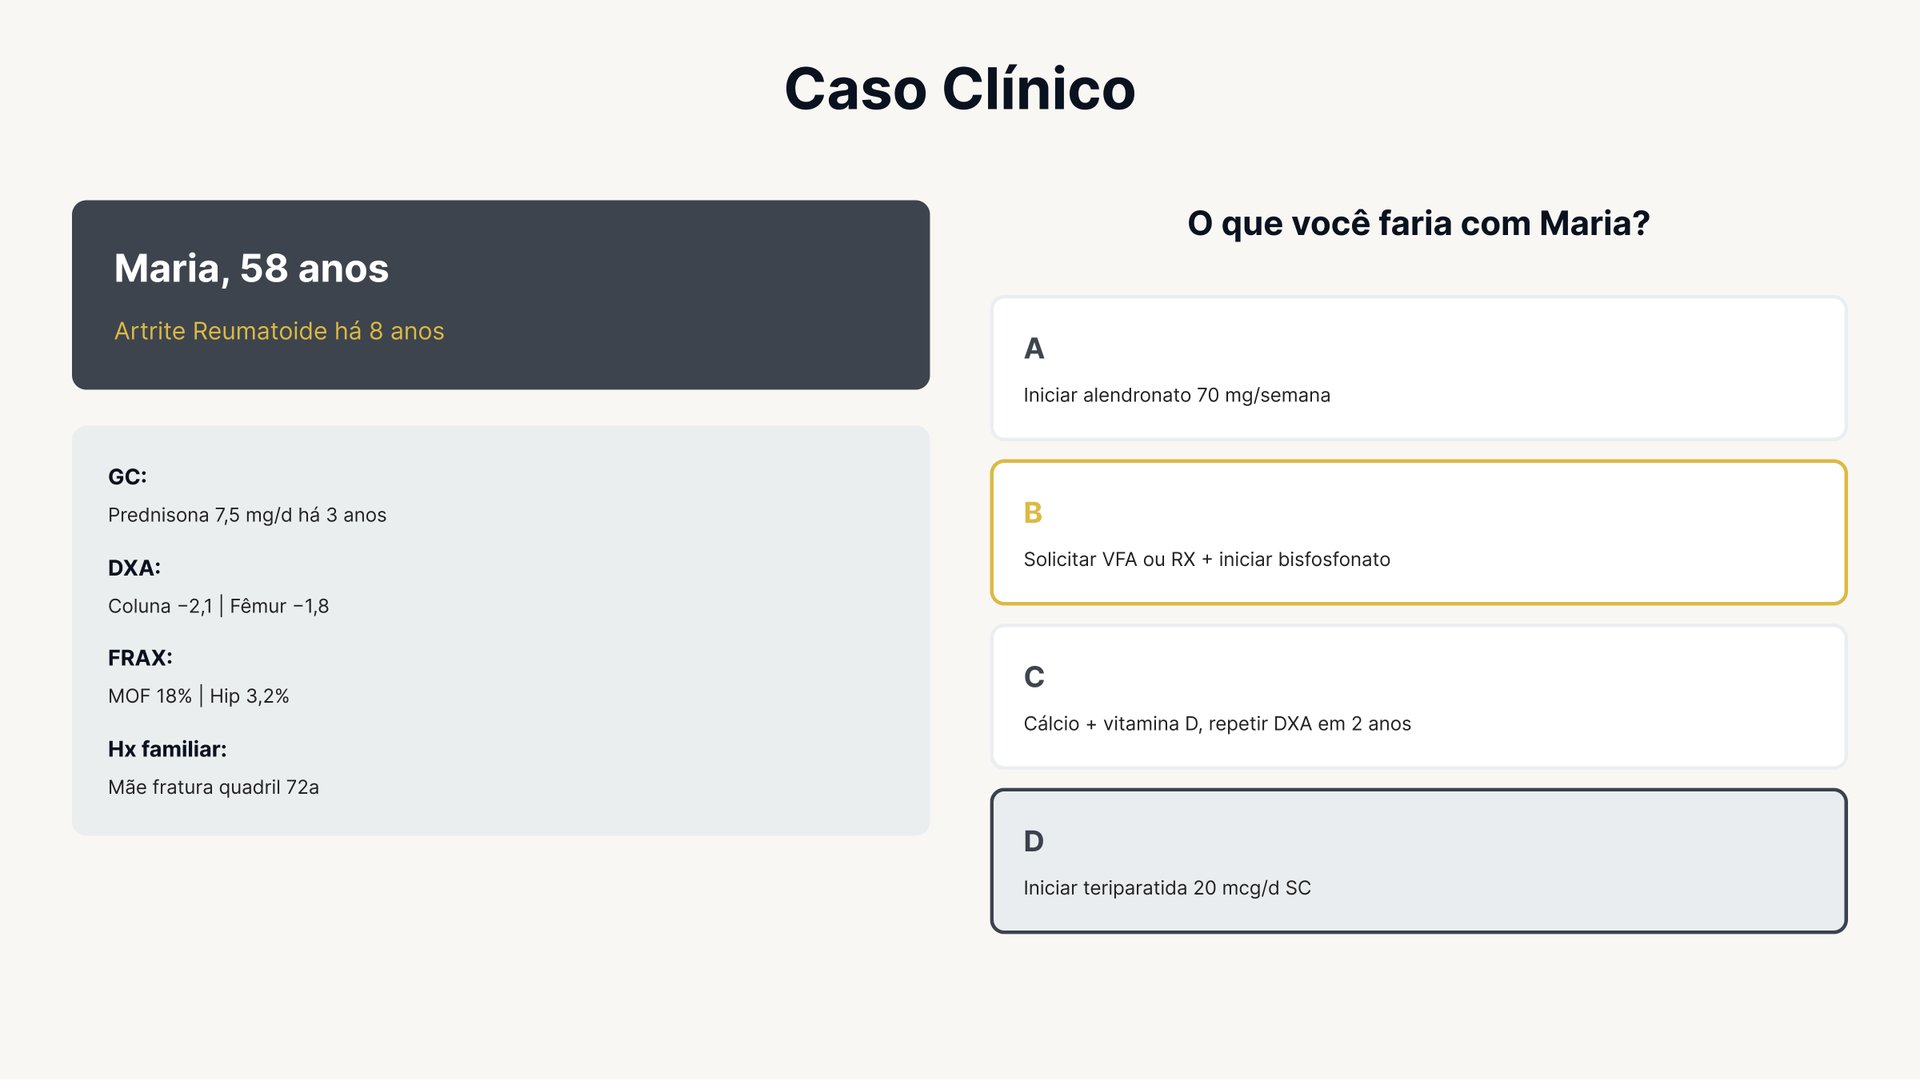 Caso Clínico
Maria, 58 anos
Artrite Reumatoide há 8 anos
GC:
Prednisona 7,5 mg/d há 3 anos
DXA:
Coluna −2,1 | Fêmur −1,8
FRAX:
MOF 18% | Hip 3,2%
Hx familiar:
Mãe fratura quadril 72a
O que você faria com Maria?
A
Iniciar alendronato 70 mg/semana
B
Solicitar VFA ou RX + iniciar bisfosfonato
C
Cálcio + vitamina D, repetir DXA em 2 anos
D
Iniciar teriparatida 20 mcg/d SC